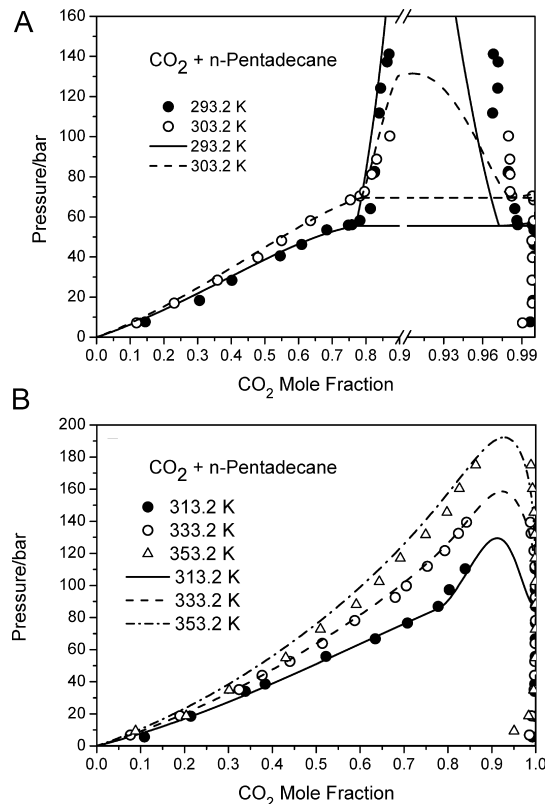 A
160
140
120
100
80
60
40
20
0
Pressure/bar
CO2 + n-Pentadecane
293.2 K
303.2 K
293.2 K
303.2 K
0.0 0.1 0.2 0.3 0.4 0.5 0.6 0.7 0.8 0.9 0.93 0.96 0.99
CO2 Mole Fraction
B
200
180
160
140
120
100
80
60
40
20
0
Pressure/bar
CO2 + n-Pentadecane
313.2 K
333.2 K
353.2 K
313.2 K
333.2 K
353.2 K
0.0 0.1 0.2 0.3 0.4 0.5 0.6 0.7 0.8 0.9 1.0
CO2 Mole Fraction